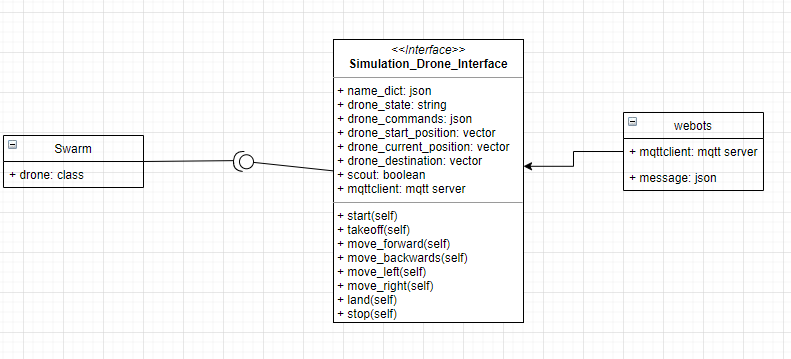 <<Interface>>
Simulation_Drone_Interface
+ name_dict: json
+ drone_state: string
+ drone_commands: json
+ drone_start_position: vector
+ drone_current_position: vector
+ drone_destination: vector
+ scout: boolean
+ mqttclient: mqtt server
+ start(self)
+ takeoff(self)
+ move_forward(self)
+ move_backwards(self)
+ move_left(self)
+ move_right(self)
+ land(self)
+ stop(self)
Swarm
+ drone: class
webots
+ mqttclient: mqtt server
+ message: json